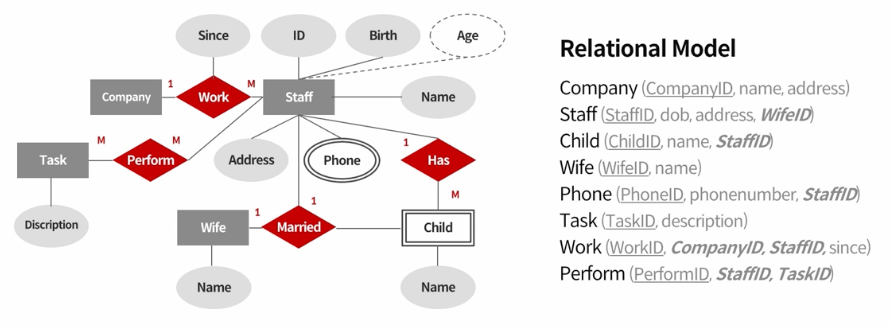 Since
ID
Birth
Age
Company
1
Work
M
Staff
Name
Task
M
Perform
M
Address
Phone
1
Has
Discription
M
Wife
1
Married
1
Child
Name
Name
Relational Model
Company (CompanyID, name, address)
Staff (StaffID, dob, address, WifeID)
Child (ChildID, name, StaffID)
Wife (WifeID, name)
Phone (PhoneID, phonenumber, StaffID)
Task (TaskID, description)
Work (WorkID, CompanyID, StaffID, since)
Perform (PerformID, StaffID, TaskID)